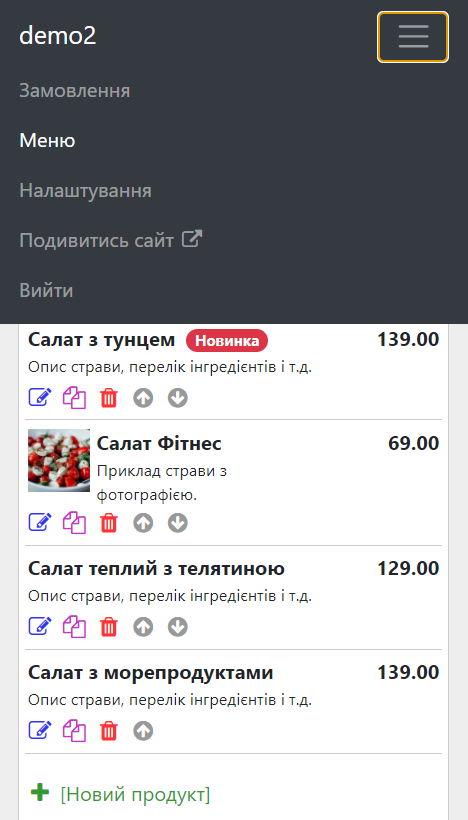 demo2
Замовлення
Меню
Налаштування
Подивитись сайт
Вийти
Салат з тунцем Новинка 139.00
Опис страви, перелік інгредієнтів і т.д.
Салат Фітнес 69.00
Приклад страви з
фотографією.
Салат теплий з телятиною 129.00
Опис страви, перелік інгредієнтів і т.д.
Салат з морепродуктами 139.00
Опис страви, перелік інгредієнтів і т.д.
[Новий продукт]